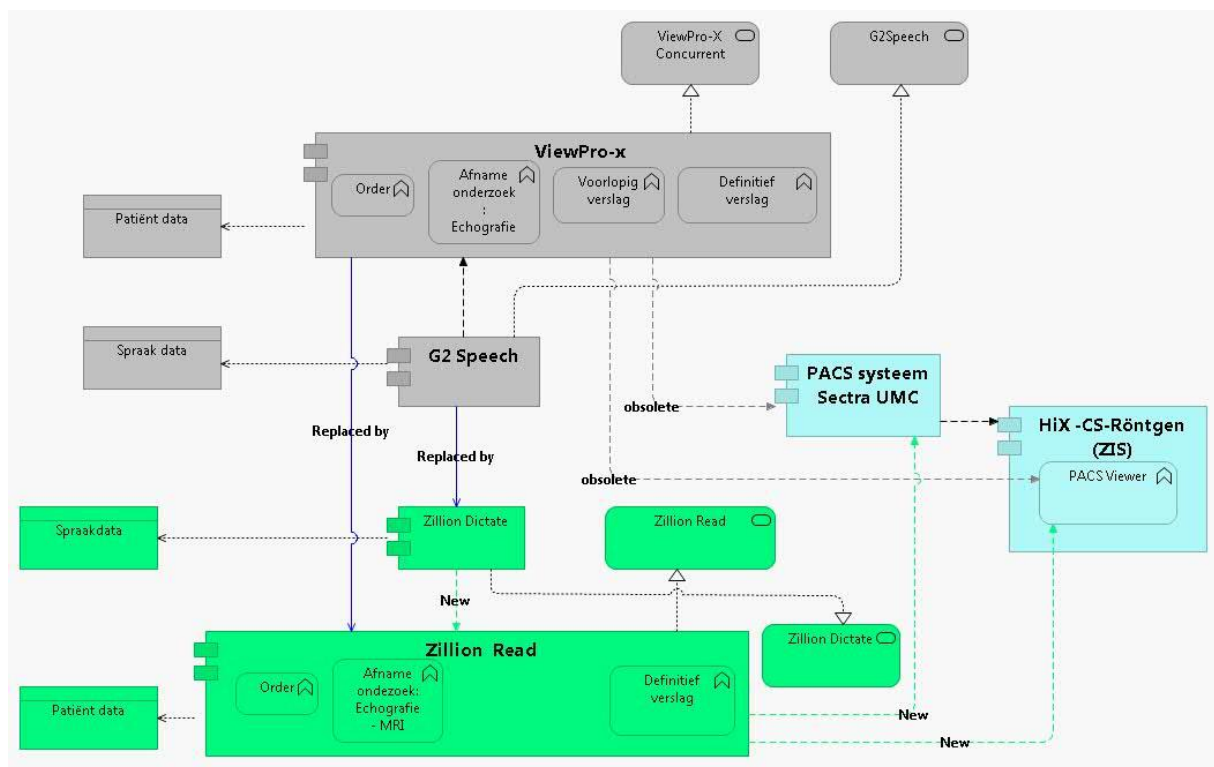 ViewPro-X
Concurrent
G2Speech
ViewPro-x
Order
Afname
onderzoek
:
Echografie
Voorlopig
verslag
Definitief
verslag
Patiënt data
Spraak data
G2 Speech
PACS systeem
Sectra UMC
obsolete
HiX -CS-Röntgen
(ZIS)
PACS Viewer
Replaced by
Replaced by
obsolete
Spraakdata
Zillion Dictate
Zillion Read
New
Zillion Dictate
Zillion Read
Order
Afname
ondezoek:
Echografie
- MRI
Definitief
verslag
Patiënt data
New
New